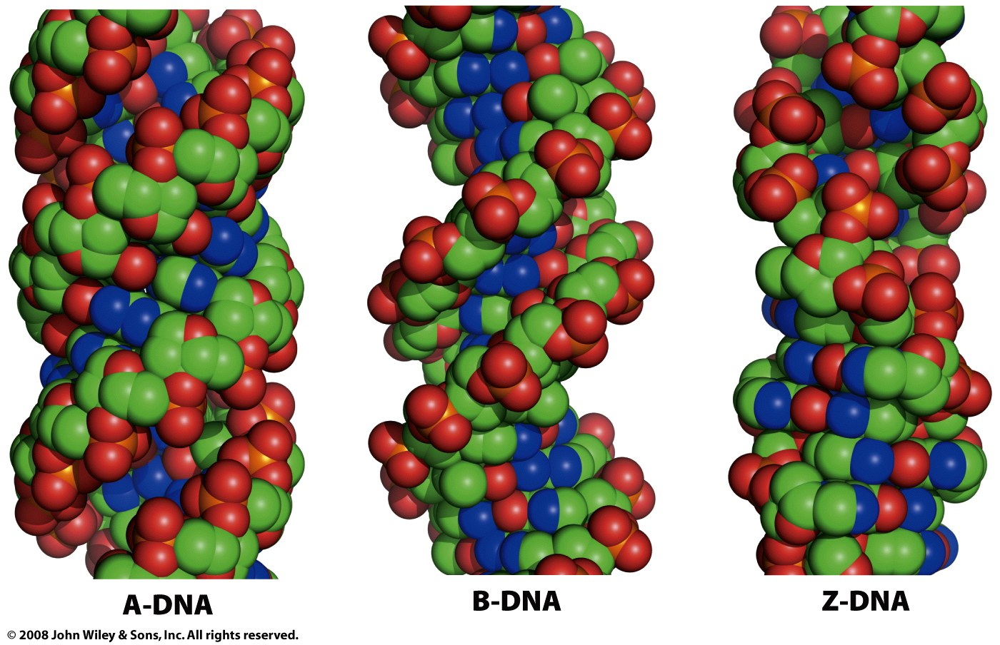 A-DNA
B-DNA
Z-DNA
© 2008 John Wiley & Sons, Inc. All rights reserved.